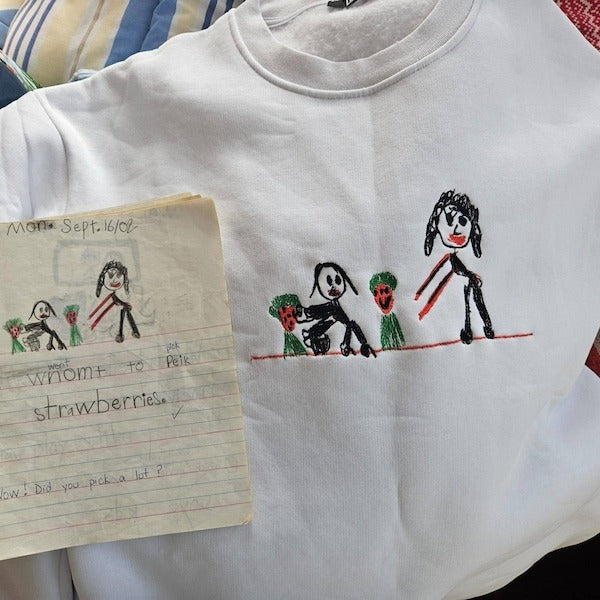 Mon. Sept. 16/02
went pick
whomt to Peik
strawberries.
Wow! Did you pick a lot?